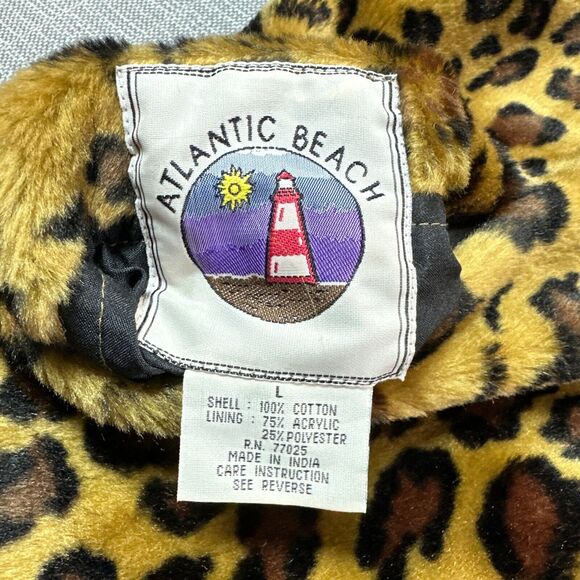 ATLANTIC BEACH
L
SHELL : 100% COTTON
LINING : 75% ACRYLIC
25% POLYESTER
R.N. 77025
MADE IN INDIA
CARE INSTRUCTION
SEE REVERSE